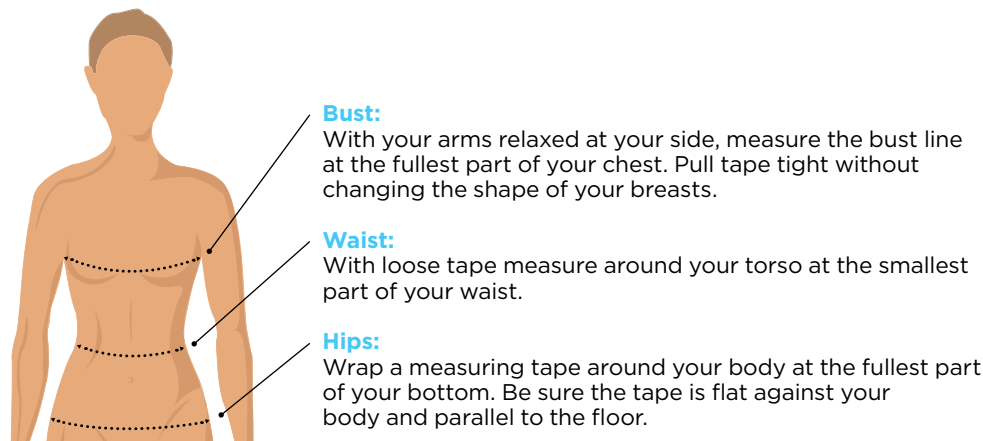 Bust:
With your arms relaxed at your side, measure the bust line
at the fullest part of your chest. Pull tape tight without
changing the shape of your breasts.
Waist:
With loose tape measure around your torso at the smallest
part of your waist.
Hips:
Wrap a measuring tape around your body at the fullest part
of your bottom. Be sure the tape is flat against your
body and parallel to the floor.